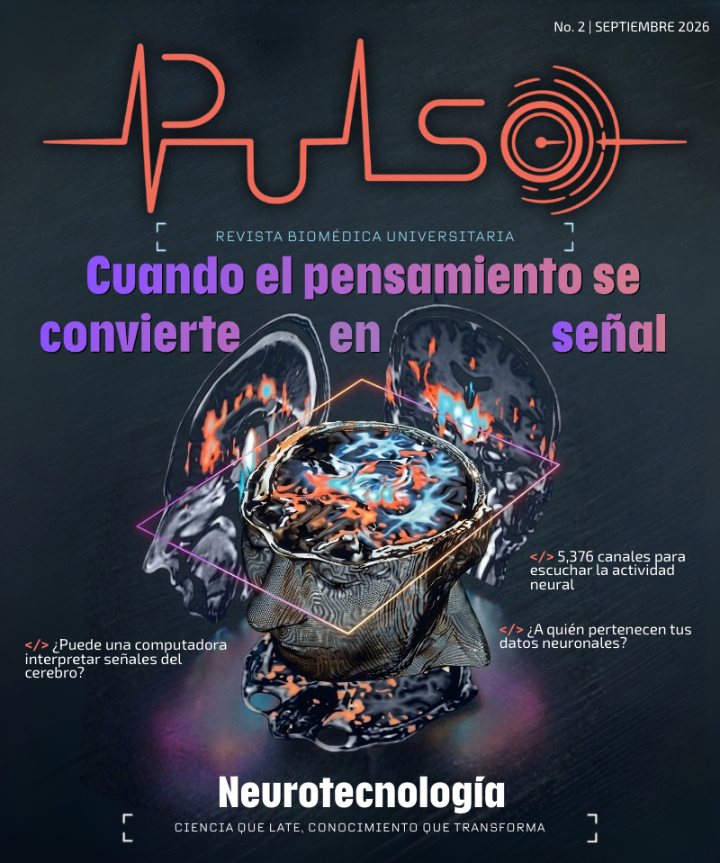 No. 2 | SEPTIEMBRE 2026
Pulso
REVISTA BIOMÉDICA UNIVERSITARIA
Cuando el pensamiento se
convierte en señal
</> 5,376 canales para
escuchar la actividad
neural
</> ¿A quién pertenecen tus
datos neuronales?
</> ¿Puede una computadora
interpretar señales del
cerebro?
Neurotecnología
CIENCIA QUE LATE, CONOCIMIENTO QUE TRANSFORMA